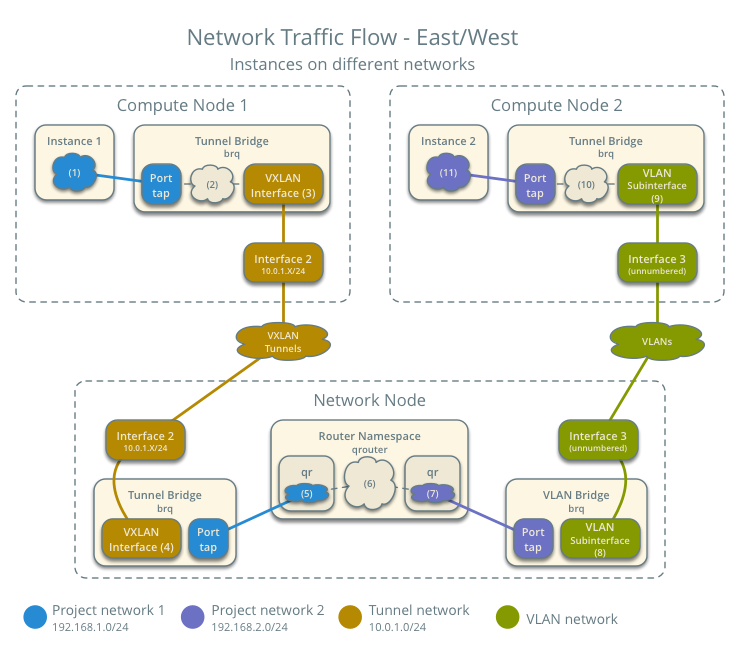 Network Traffic Flow - East/West
Instances on different networks
Compute Node 1
Instance 1
(1)
Tunnel Bridge
brq
Port
tap
(2)
VXLAN
Interface (3)
Interface 2
10.0.1.X/24
VXLAN
Tunnels
Compute Node 2
Instance 2
(11)
Tunnel Bridge
brq
Port
tap
(10)
VLAN
Subinterface
(9)
Interface 3
(unnumbered)
VLANs
Network Node
Interface 2
10.0.1.X/24
Tunnel Bridge
brq
VXLAN
Interface (4)
Port
tap
Router Namespace
qrouter
qr
(5)
(6)
qr
(7)
Interface 3
(unnumbered)
VLAN Bridge
brq
Port
tap
VLAN
Subinterface
(8)
Project network 1
192.168.1.0/24
Project network 2
192.168.2.0/24
Tunnel network
10.0.1.0/24
VLAN network